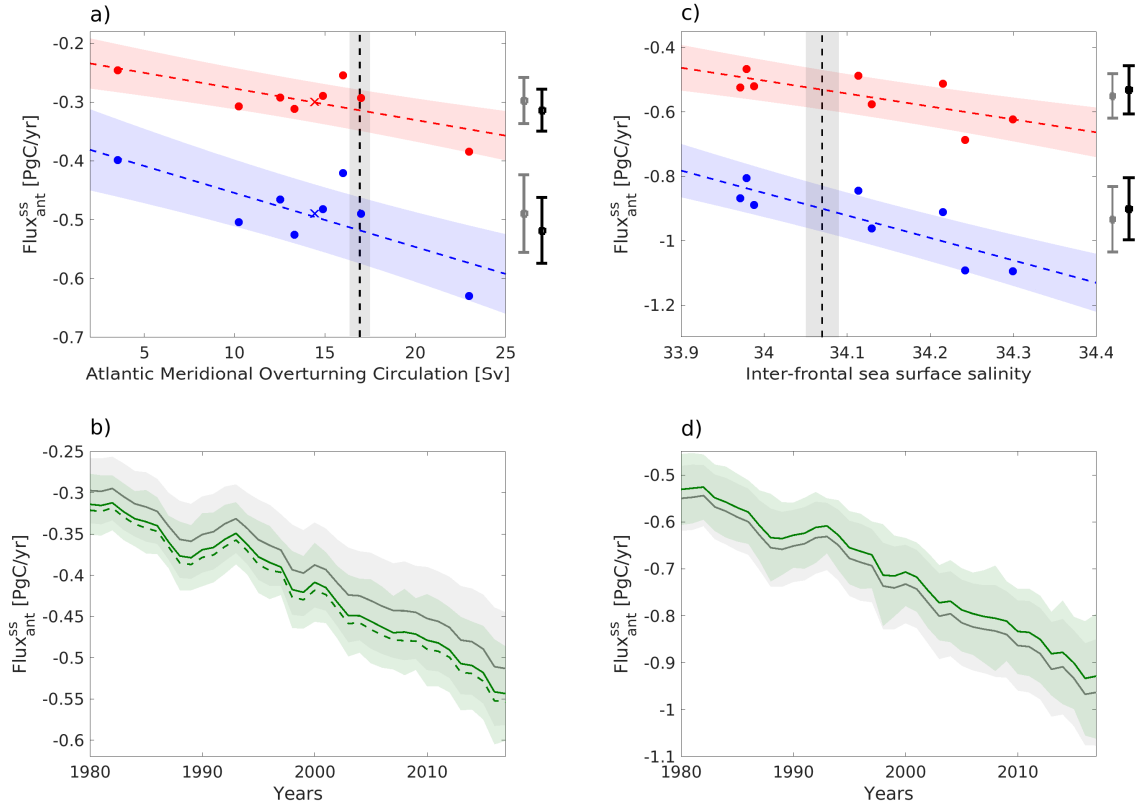 a)
-0.2
-0.3
-0.4
-0.5
-0.6
-0.7
Flux^ss_ant [PgC/yr]
5 10 15 20 25
Atlantic Meridional Overturning Circulation [Sv]
c)
-0.4
-0.6
-0.8
-1
-1.2
Flux^ss_ant [PgC/yr]
33.9 34 34.1 34.2 34.3 34.4
Inter-frontal sea surface salinity
b)
-0.25
-0.3
-0.35
-0.4
-0.45
-0.5
-0.55
-0.6
Flux^ss_ant [PgC/yr]
1980 1990 2000 2010
Years
d)
-0.5
-0.6
-0.7
-0.8
-0.9
-1
-1.1
Flux^ss_ant [PgC/yr]
1980 1990 2000 2010
Years